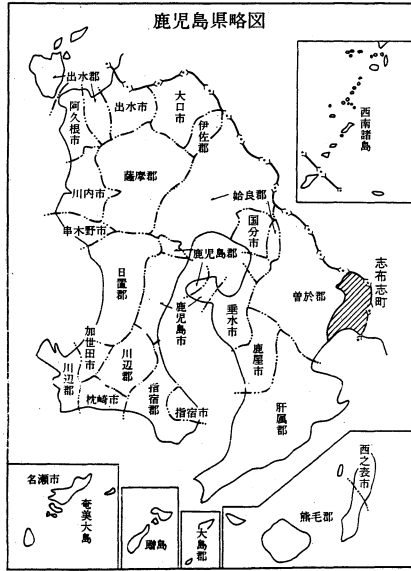 鹿児島県略図
出水郡
阿久根市
出水市
大口市
伊佐郡
西南諸島
薩摩郡
川内市
姶良郡
国分市
串木野市
鹿児島郡
志布志町
曽於郡
日置郡
鹿児島市
垂水市
鹿屋市
加世田市
川辺郡
川辺郡
枕崎市
指宿郡
指宿市
肝属郡
西之表市
名瀬市
奄美大島
大島郡
熊毛郡